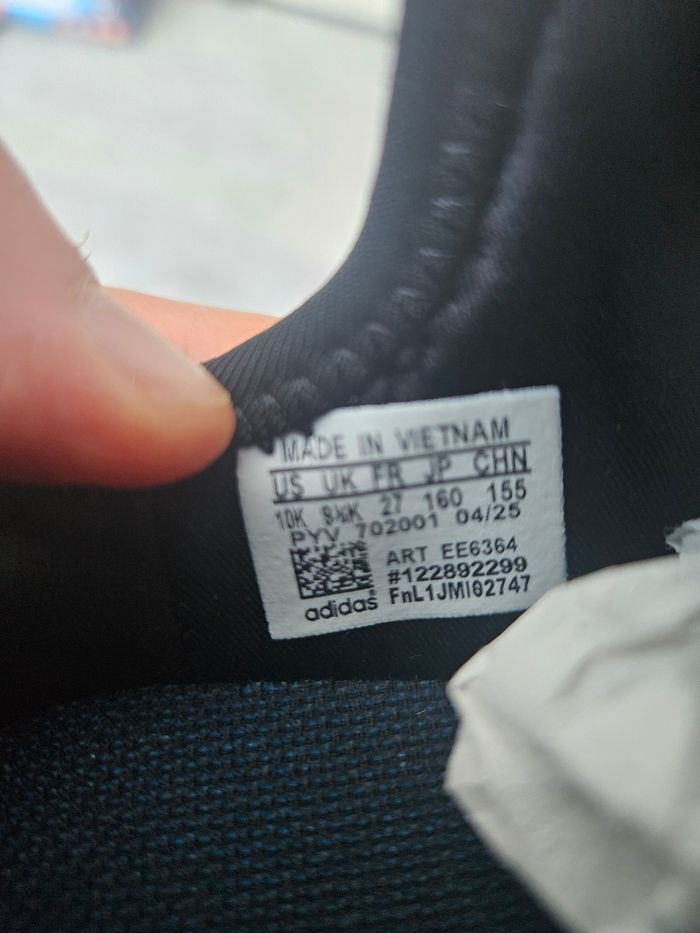 MADE IN VIETNAM
US UK FR JP CHN
10K 9½K 27 160 155
PYV 702001 04/25
ART EE6364
#122892299
FnL1JMI02747
adidas